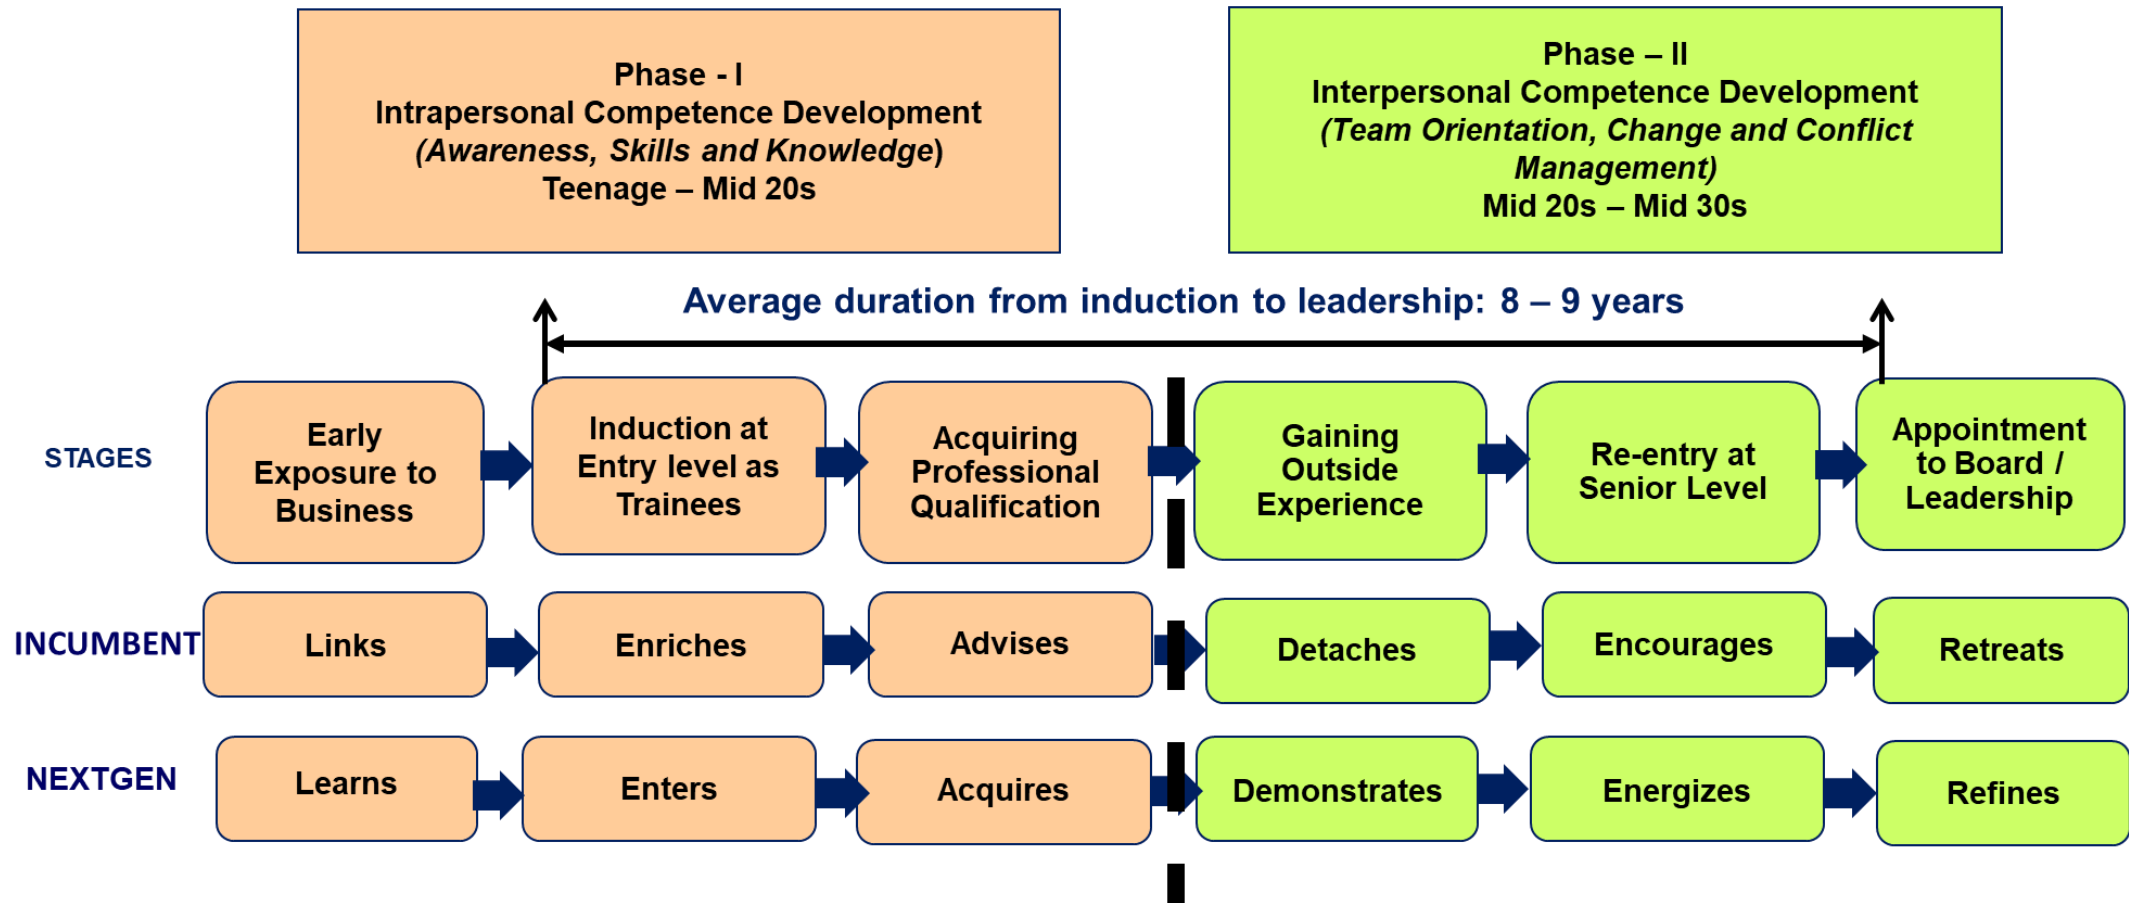 Phase - I
Intrapersonal Competence Development
(Awareness, Skills and Knowledge)
Teenage – Mid 20s
Phase – II
Interpersonal Competence Development
(Team Orientation, Change and Conflict
Management)
Mid 20s – Mid 30s
Average duration from induction to leadership: 8 – 9 years
STAGES
Early
Exposure to
Business
Induction at
Entry level as
Trainees
Acquiring
Professional
Qualification
Gaining
Outside
Experience
Re-entry at
Senior Level
Appointment
to Board /
Leadership
INCUMBENT
Links
Enriches
Advises
Detaches
Encourages
Retreats
NEXTGEN
Learns
Enters
Acquires
Demonstrates
Energizes
Refines